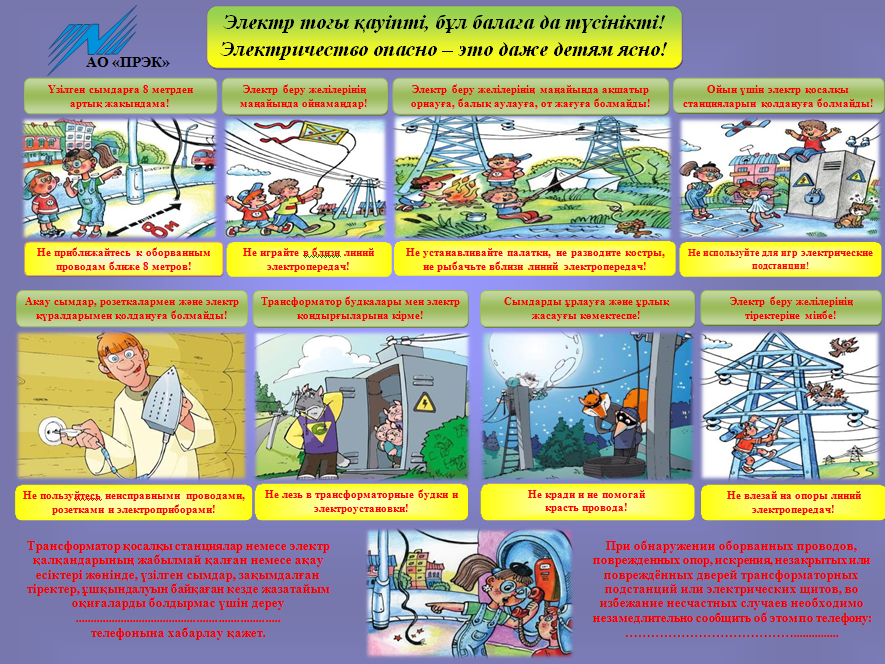 Электр тогы қауіпті, бұл балаға да түсінікті!
Электричество опасно – это даже детям ясно!
АО «ПРЭК»
Үзілген сымдарға 8 метрден
артық жақындама!
Электр беру желілерінің
маңайында ойнамаңдар!
Электр беру желілерінің маңайында ақшатыр
орнауға, балық аулауға, от жағуға болмайды!
Ойын үшін электр қосалқы
станцияларын қолдануға болмайды!
8м
Не приближайтесь к оборванным
проводам ближе 8 метров!
Не играйте в близи линий
электропередач!
Не устанавливайте палатки, не разводите костры,
не рыбачьте вблизи линий электропередач!
Не используйте для игр электрические
подстанции!
Ақау сымдар, розеткалармен және электр
құралдарымен қолдануға болмайды!
Трансформатор будкалары мен электр
қондырғыларына кірме!
Сымдарды ұрлауға және ұрлық
жасауғы көмектеспе!
Электр беру желілерінің
тіректеріне мінбе!
Не пользуйтесь неисправными проводами,
розетками и электроприборами!
Не лезь в трансформаторные будки и
электроустановки!
Не кради и не помогай
красть провода!
Не влезай на опоры линий
электропередач!
Трансформатор қосалқы станциялар немесе электр
қалқандарының жабылмай қалған немесе ақау
есіктері жөнінде, үзілген сымдар, зақымдалған
тіректер, ұшқындалуын байқаған кезде жазатайым
оқиғаларды болдырмас үшін дереу
....................................................................
телефонына хабарлау қажет.
При обнаружении оборванных проводов,
поврежденных опор, искрения, незакрытых или
повреждённых дверей трансформаторных
подстанций или электрических щитов, во
избежание несчастных случаев необходимо
незамедлительно сообщить об этом по телефону:
…………………………………................